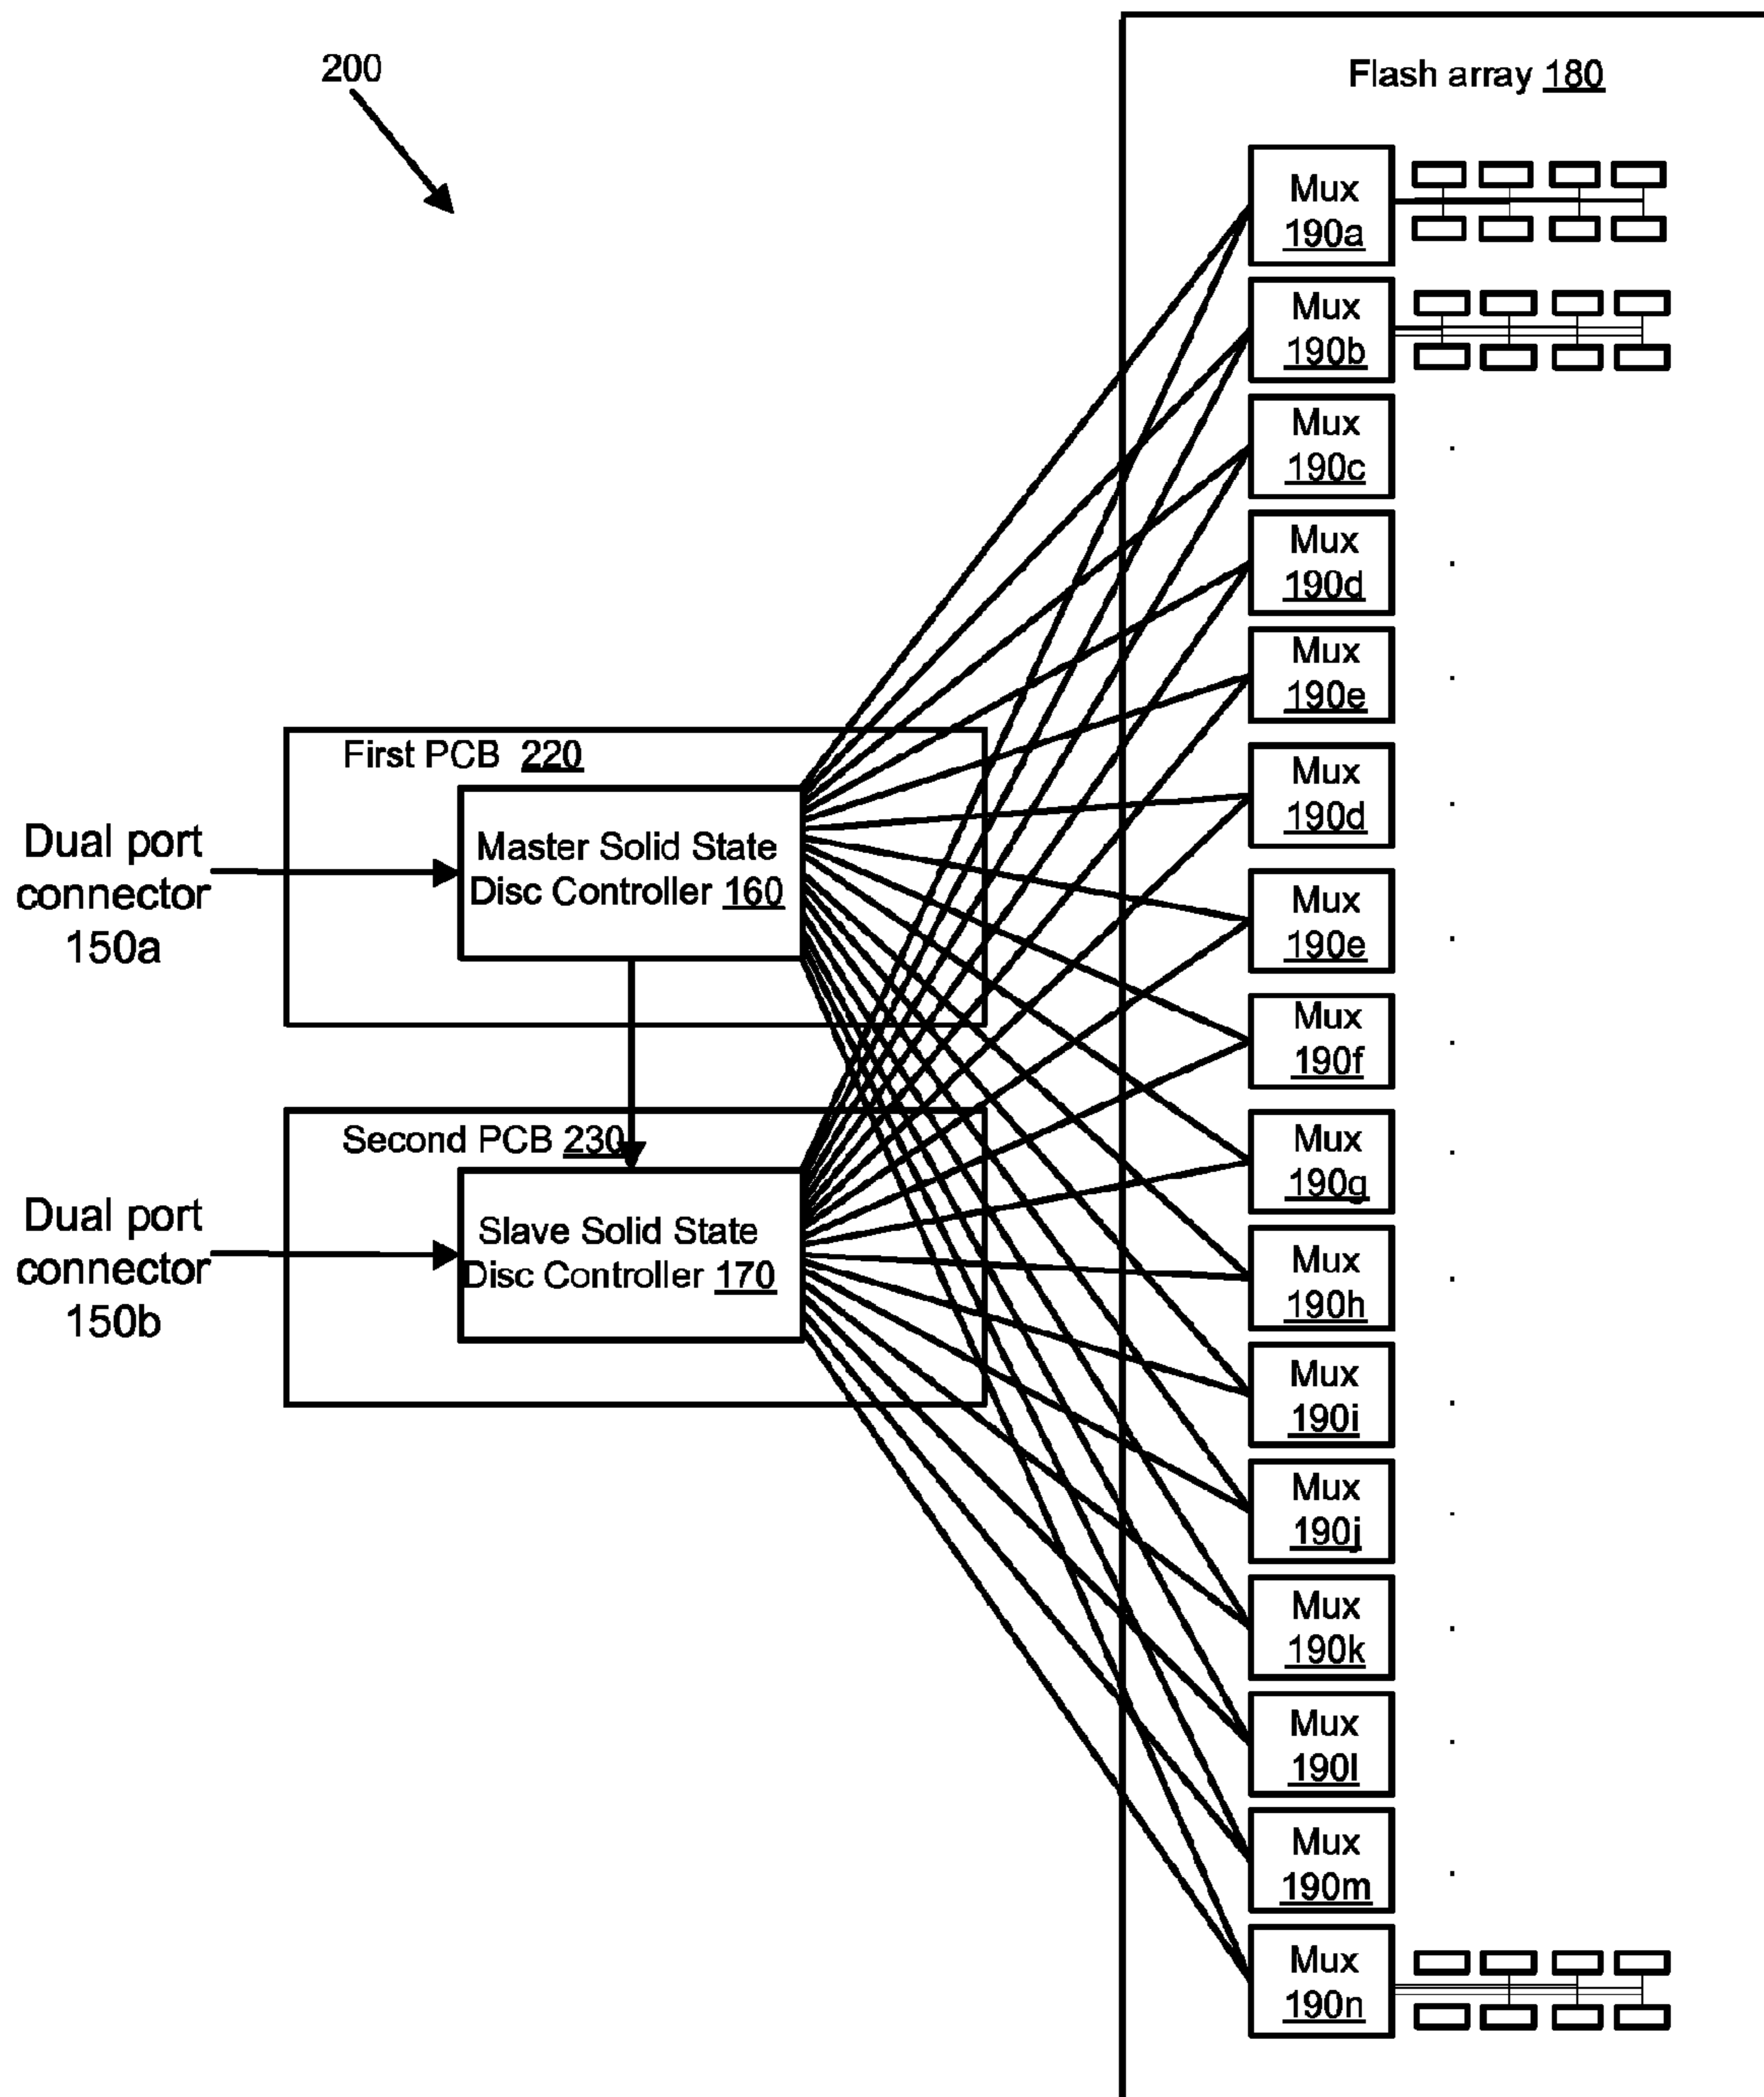 200
Flash array 180
Mux
190a
Mux
190b
Mux
190c
Mux
190d
Mux
190e
Mux
190d
Mux
190e
Mux
190f
Mux
190g
Mux
190h
Mux
190i
Mux
190j
Mux
190k
Mux
190l
Mux
190m
Mux
190n
First PCB 220
Master Solid State
Disc Controller 160
Dual port
connector
150a
Second PCB 230
Slave Solid State
Disc Controller 170
Dual port
connector
150b